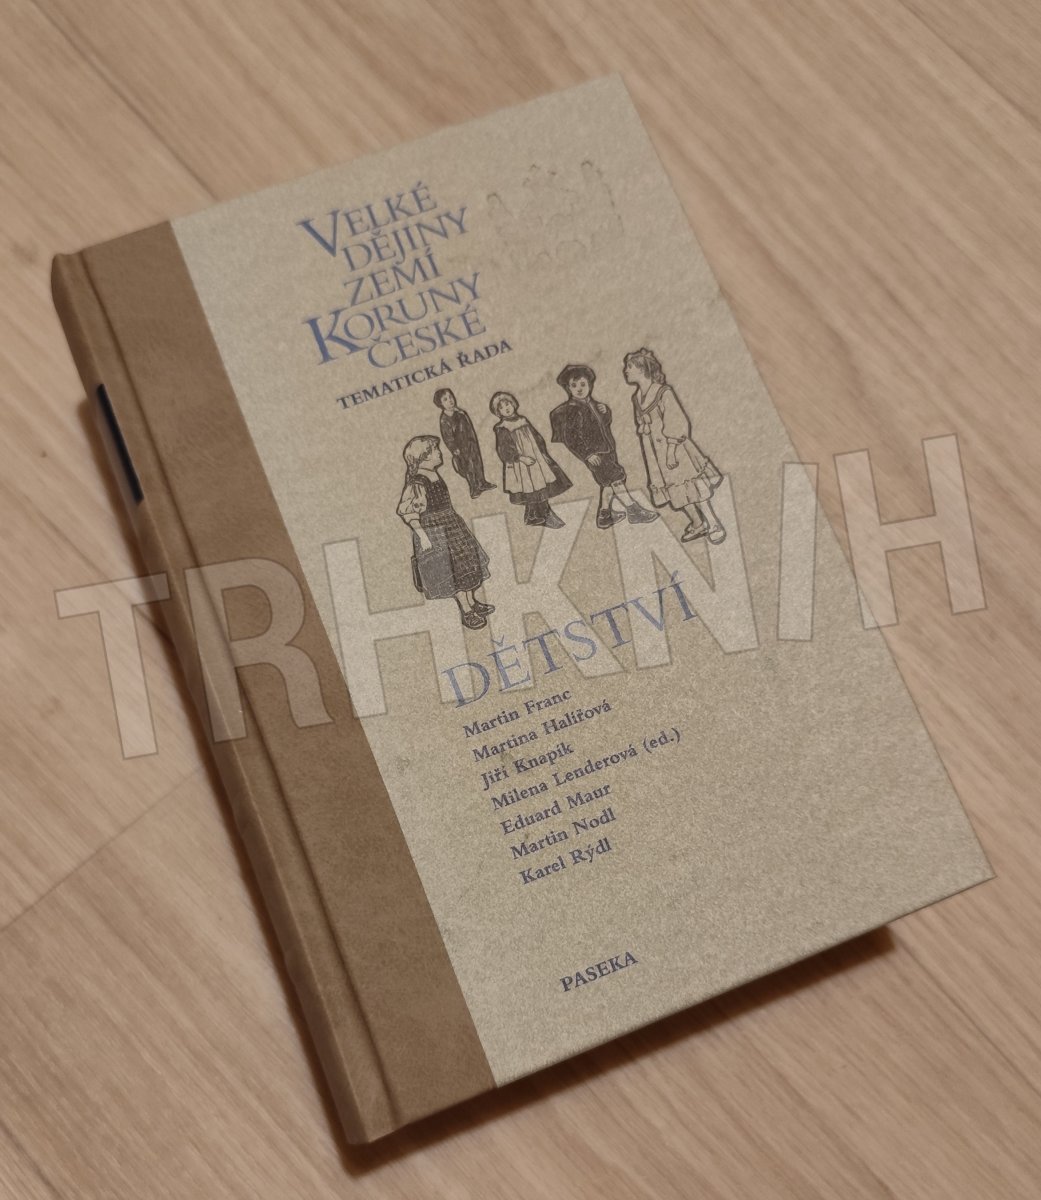 VELKÉ
DĚJINY
ZEMÍ
KORUNY
ČESKÉ
TEMATICKÁ ŘADA
DĚTSTVÍ
Martin Franc
Martina Halířová
Jiří Knapík
Milena Lenderová (ed.)
Eduard Maur
Martin Nodl
Karel Rýdl
PASEKA
TRHKNIH